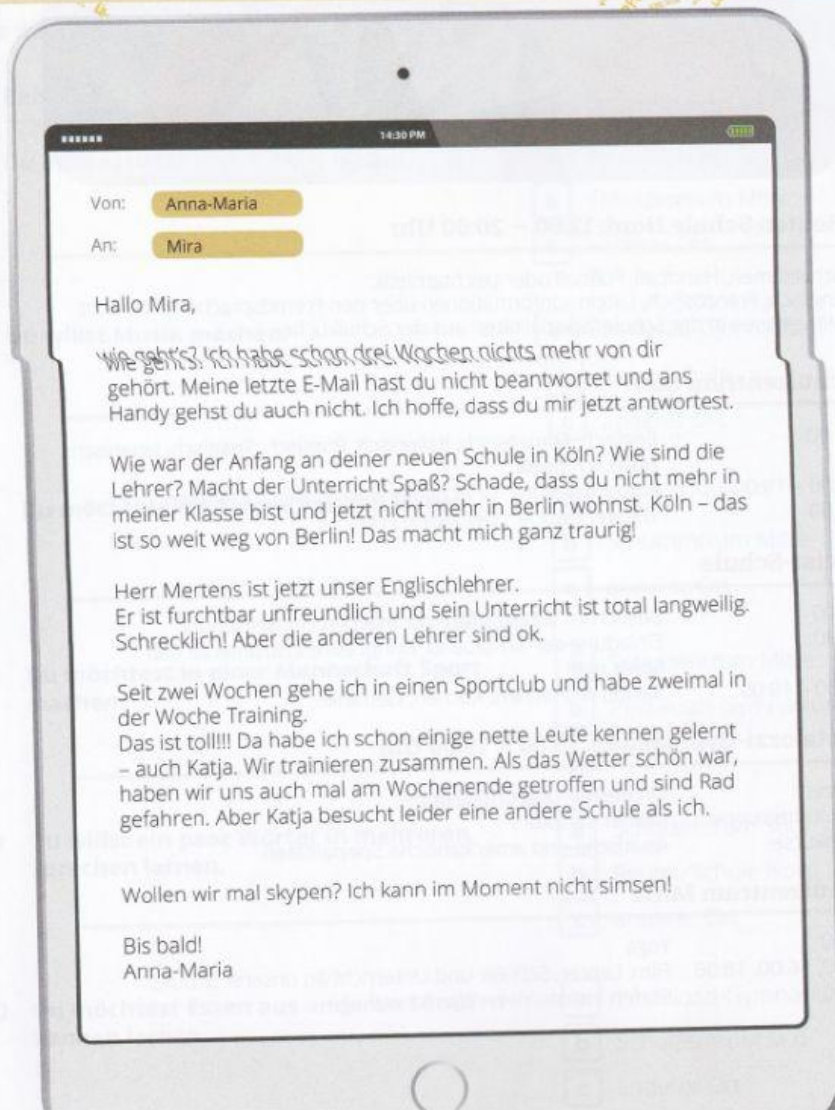 14:30 PM
Von: Anna-Maria
An: Mira
Hallo Mira,
wie geht's? Ich habe schon drei Wochen nichts mehr von dir
gehört. Meine letzte E-Mail hast du nicht beantwortet und ans
Handy gehst du auch nicht. Ich hoffe, dass du mir jetzt antwortest.
Wie war der Anfang an deiner neuen Schule in Köln? Wie sind die
Lehrer? Macht der Unterricht Spaß? Schade, dass du nicht mehr in
meiner Klasse bist und jetzt nicht mehr in Berlin wohnst. Köln – das
ist so weit weg von Berlin! Das macht mich ganz traurig!
Herr Mertens ist jetzt unser Englischlehrer.
Er ist furchtbar unfreundlich und sein Unterricht ist total langweilig.
Schrecklich! Aber die anderen Lehrer sind ok.
Seit zwei Wochen gehe ich in einen Sportclub und habe zweimal in
der Woche Training.
Das ist toll!!! Da habe ich schon einige nette Leute kennen gelernt
– auch Katja. Wir trainieren zusammen. Als das Wetter schön war,
haben wir uns auch mal am Wochenende getroffen und sind Rad
gefahren. Aber Katja besucht leider eine andere Schule als ich.
Wollen wir mal skypen? Ich kann im Moment nicht simsen!
Bis bald!
Anna-Maria